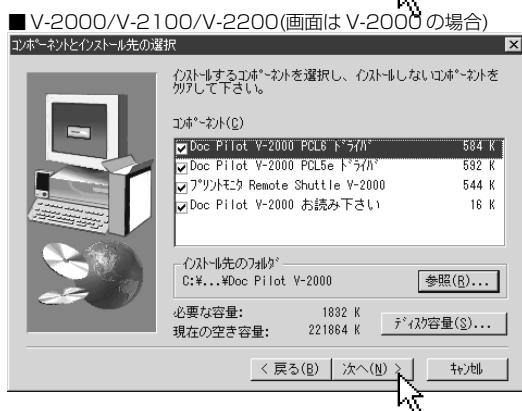 ■V-2000/V-2100/V-2200(画面は V-2000 の場合)
ｺﾝﾎﾟｰﾈﾝﾄとｲﾝｽﾄｰﾙ先の選択
ｲﾝｽﾄｰﾙするｺﾝﾎﾟｰﾈﾝﾄを選択し、ｲﾝｽﾄｰﾙしないｺﾝﾎﾟｰﾈﾝﾄを
ｸﾘｱして下さい。
ｺﾝﾎﾟｰﾈﾝﾄ(C)
Doc Pilot V-2000 PCL6 ﾄﾞﾗｲﾊﾞ 584 K
Doc Pilot V-2000 PCL5e ﾄﾞﾗｲﾊﾞ 592 K
ﾌﾟﾘﾝﾄﾓﾆﾀ Remote Shuttle V-2000 544 K
Doc Pilot V-2000 お読み下さい 16 K
ｲﾝｽﾄｰﾙ先のﾌｫﾙﾀﾞ
C:¥...¥Doc Pilot V-2000 参照(R)...
必要な容量: 1832 K
現在の空き容量: 221864 K ﾃﾞｨｽｸ容量(S)...
< 戻る(B) 次へ(N) > ｷｬﾝｾﾙ